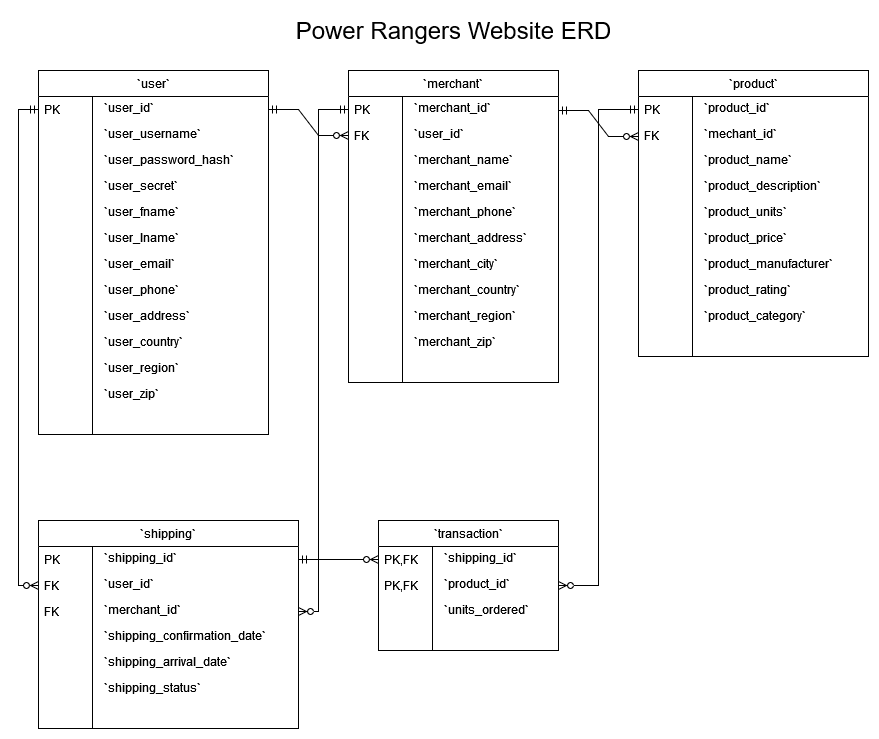 Power Rangers Website ERD
`user`
PK `user_id`
`user_username`
`user_password_hash`
`user_secret`
`user_fname`
`user_lname`
`user_email`
`user_phone`
`user_address`
`user_country`
`user_region`
`user_zip`
`merchant`
PK `merchant_id`
FK `user_id`
`merchant_name`
`merchant_email`
`merchant_phone`
`merchant_address`
`merchant_city`
`merchant_country`
`merchant_region`
`merchant_zip`
`product`
PK `product_id`
FK `mechant_id`
`product_name`
`product_description`
`product_units`
`product_price`
`product_manufacturer`
`product_rating`
`product_category`
`shipping`
PK `shipping_id`
FK `user_id`
FK `merchant_id`
`shipping_confirmation_date`
`shipping_arrival_date`
`shipping_status`
`transaction`
PK,FK `shipping_id`
PK,FK `product_id`
`units_ordered`